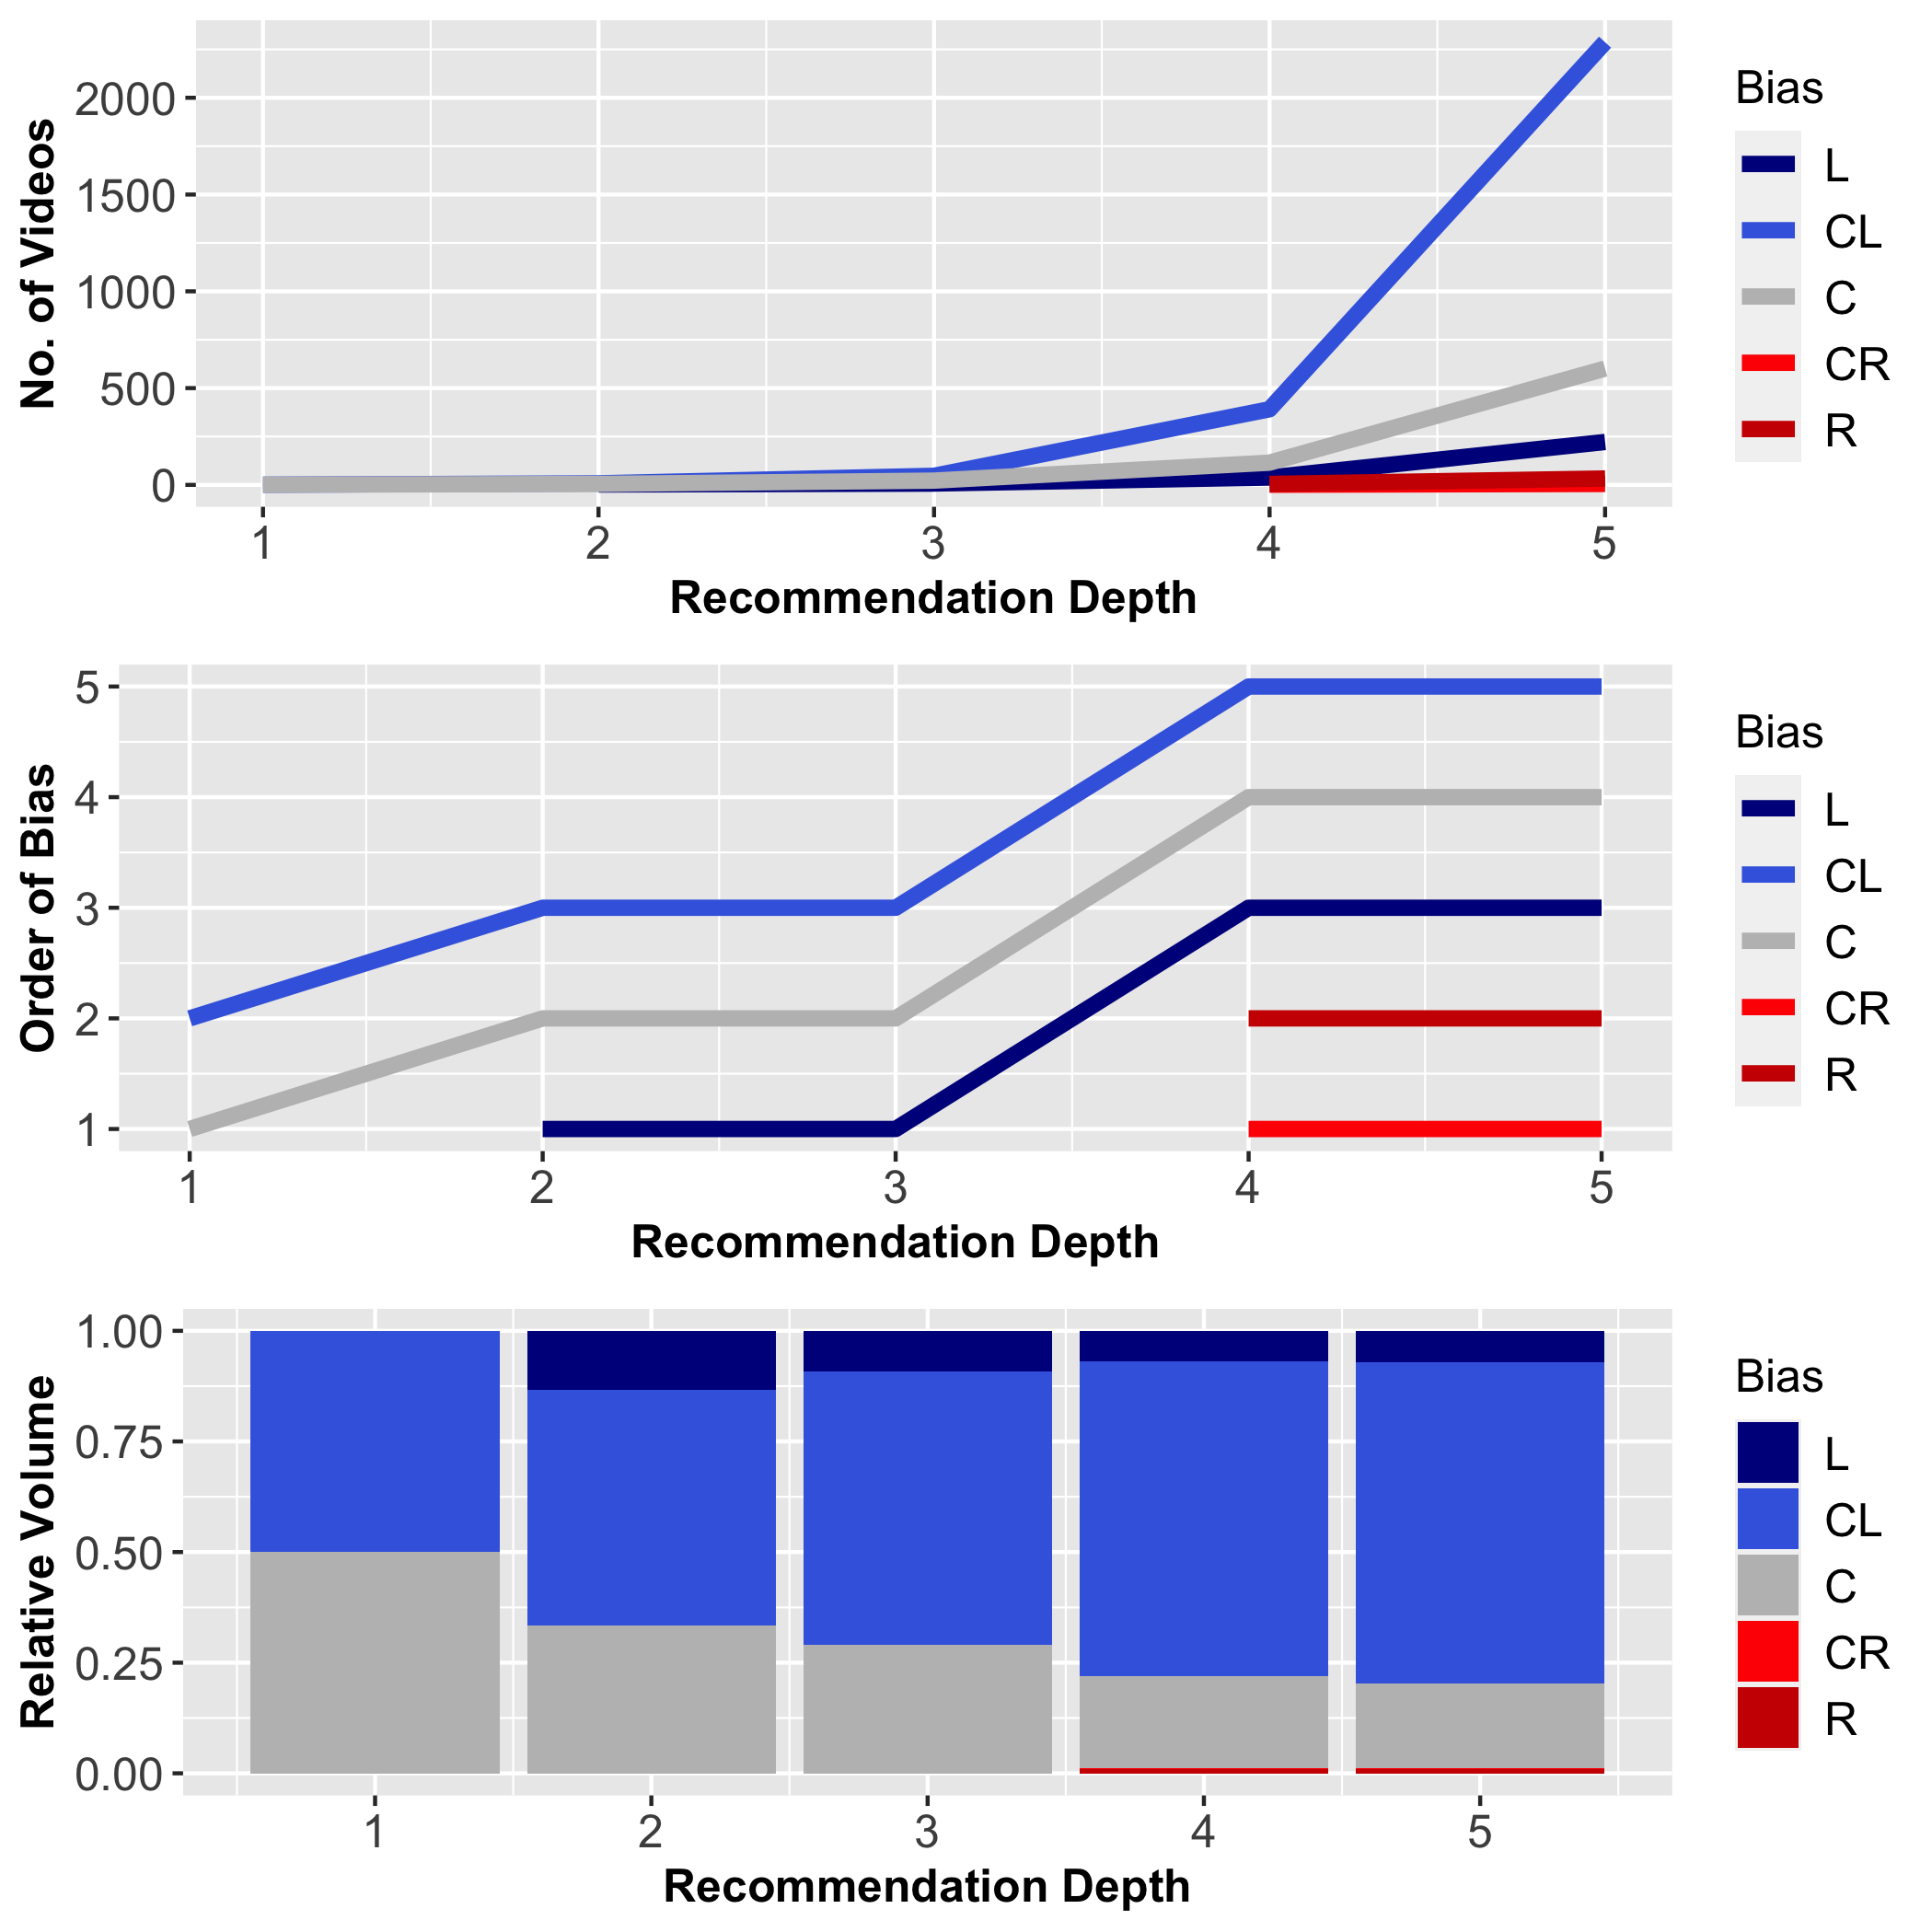 No. of Videos
2000
1500
1000
500
0
1 2 3 4 5
Recommendation Depth
Bias
L
CL
C
CR
R
Order of Bias
5
4
3
2
1
1 2 3 4 5
Recommendation Depth
Bias
L
CL
C
CR
R
Relative Volume
1.00
0.75
0.50
0.25
0.00
1 2 3 4 5
Recommendation Depth
Bias
L
CL
C
CR
R